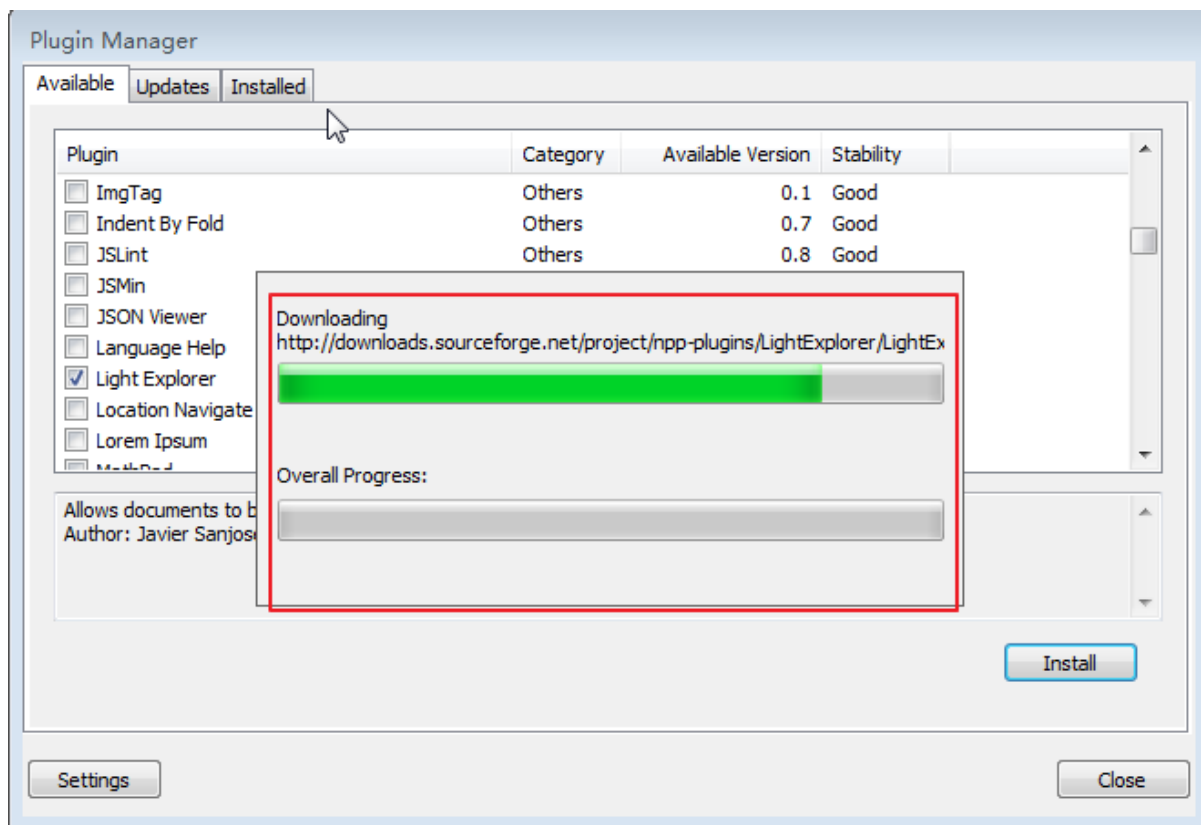 Plugin Manager
Available Updates Installed
Plugin Category Available Version Stability
ImgTag Others 0.1 Good
Indent By Fold Others 0.7 Good
JSLint Others 0.8 Good
JSMin
JSON Viewer
Language Help
Light Explorer
Location Navigate
Lorem Ipsum
Downloading
http://downloads.sourceforge.net/project/npp-plugins/LightExplorer/LightEx
Overall Progress:
Allows documents to b
Author: Javier Sanjose
Install
Settings Close